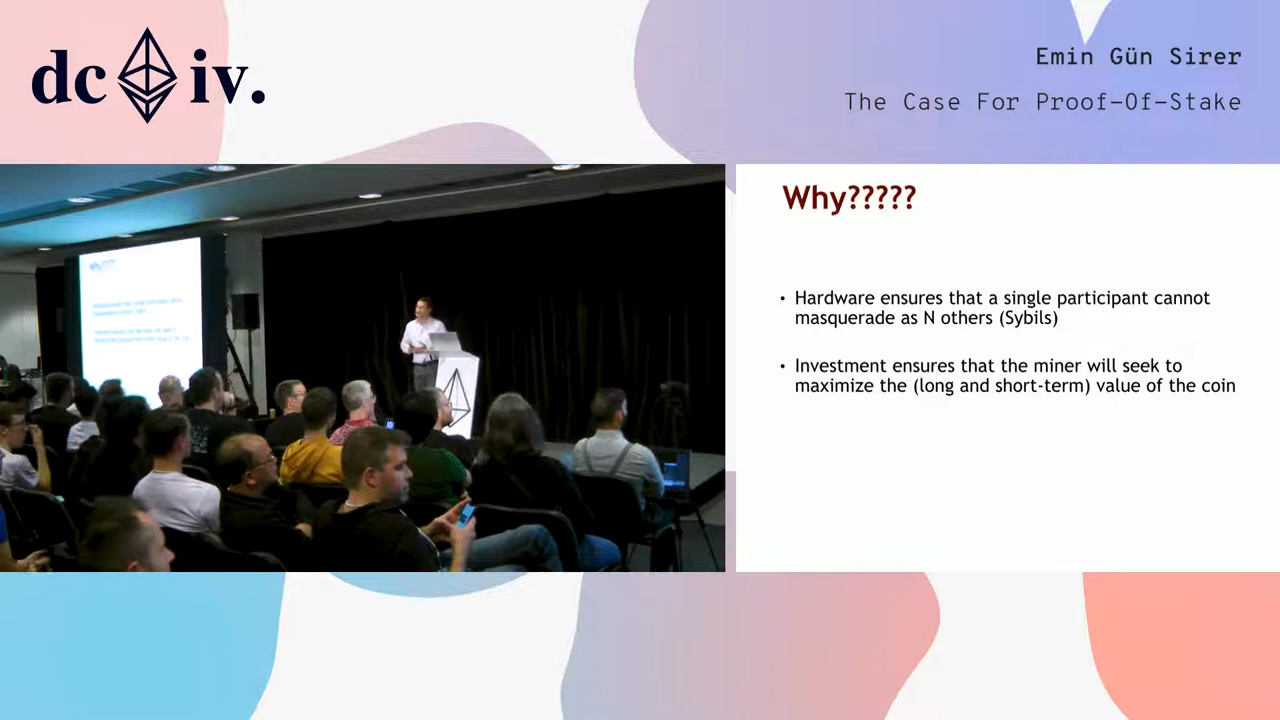 dc iv.
Emin Gün Sirer
The Case For Proof-Of-Stake
Why?????
• Hardware ensures that a single participant cannot
masquerade as N others (Sybils)
• Investment ensures that the miner will seek to
maximize the (long and short-term) value of the coin